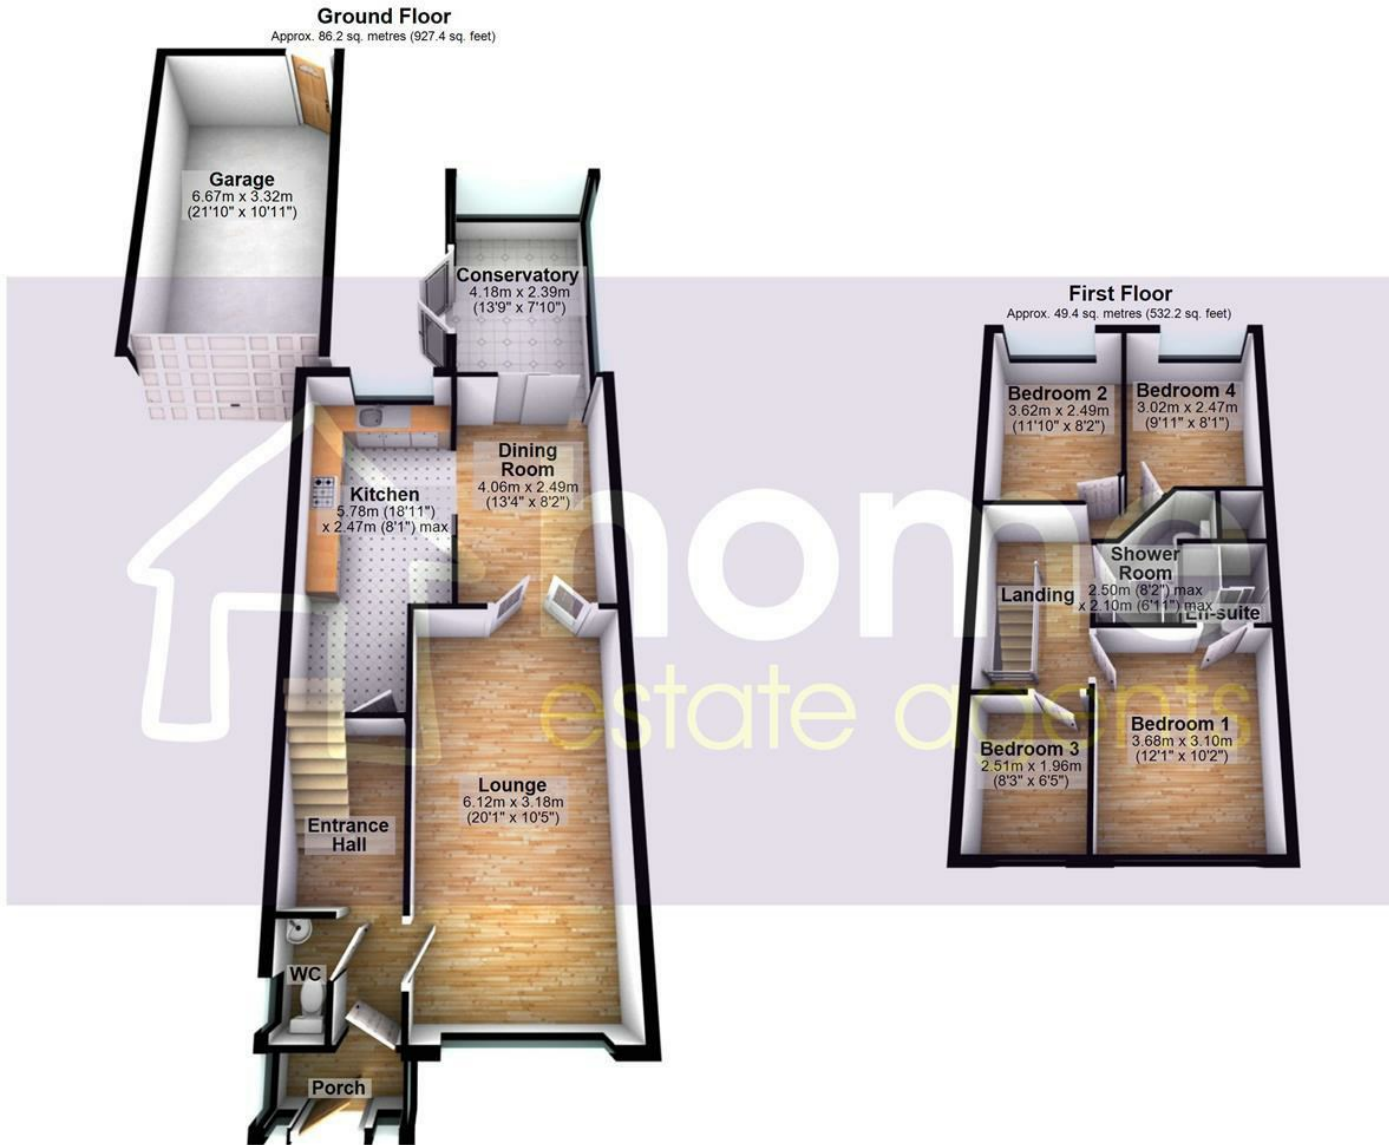 Ground Floor
Approx. 86.2 sq. metres (927.4 sq. feet)
Garage
6.67m x 3.32m
(21'10" x 10'11")
Conservatory
4.18m x 2.39m
(13'9" x 7'10")
Dining
Room
4.06m x 2.49m
(13'4" x 8'2")
Kitchen
5.78m (18'11")
x 2.47m (8'1") max
Lounge
6.12m x 3.18m
(20'1" x 10'5")
Entrance
Hall
WC
Porch
First Floor
Approx. 49.4 sq. metres (532.2 sq. feet)
Bedroom 2
3.62m x 2.49m
(11'10" x 8'2")
Bedroom 4
3.02m x 2.47m
(9'11" x 8'1")
Shower
Room
2.50m (8'2") max
x 2.10m (6'11") max
En-suite
Landing
Bedroom 1
3.68m x 3.10m
(12'1" x 10'2")
Bedroom 3
2.51m x 1.96m
(8'3" x 6'5")
home
estate agents